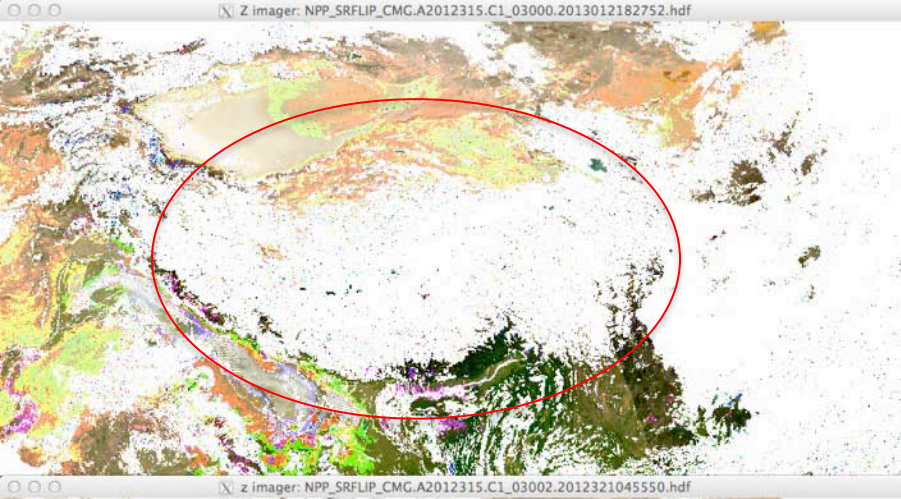 Z imager: NPP_SRFLIP_CMG.A2012315.C1_03000.2013012182752.hdf
z imager: NPP_SRFLIP_CMG.A2012315.C1_03002.2012321045550.hdf